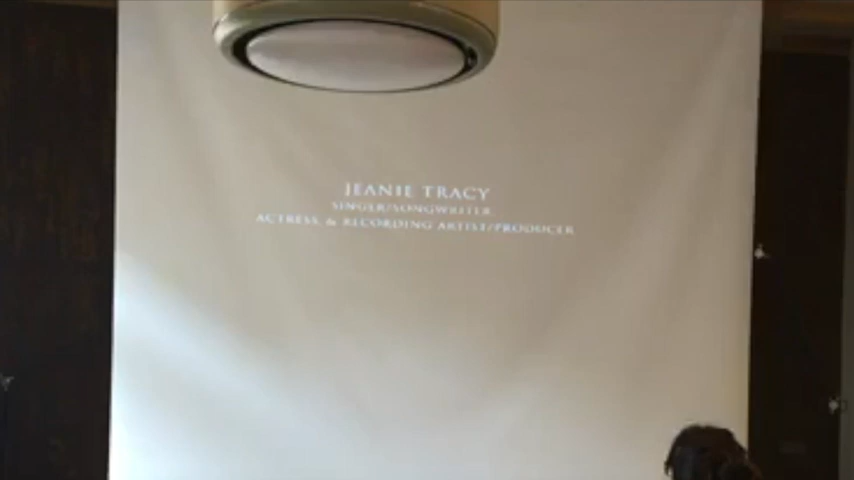 JEANIE TRACY
SINGER/SONGWRITER
ACTRESS, & RECORDING ARTIST/PRODUCER